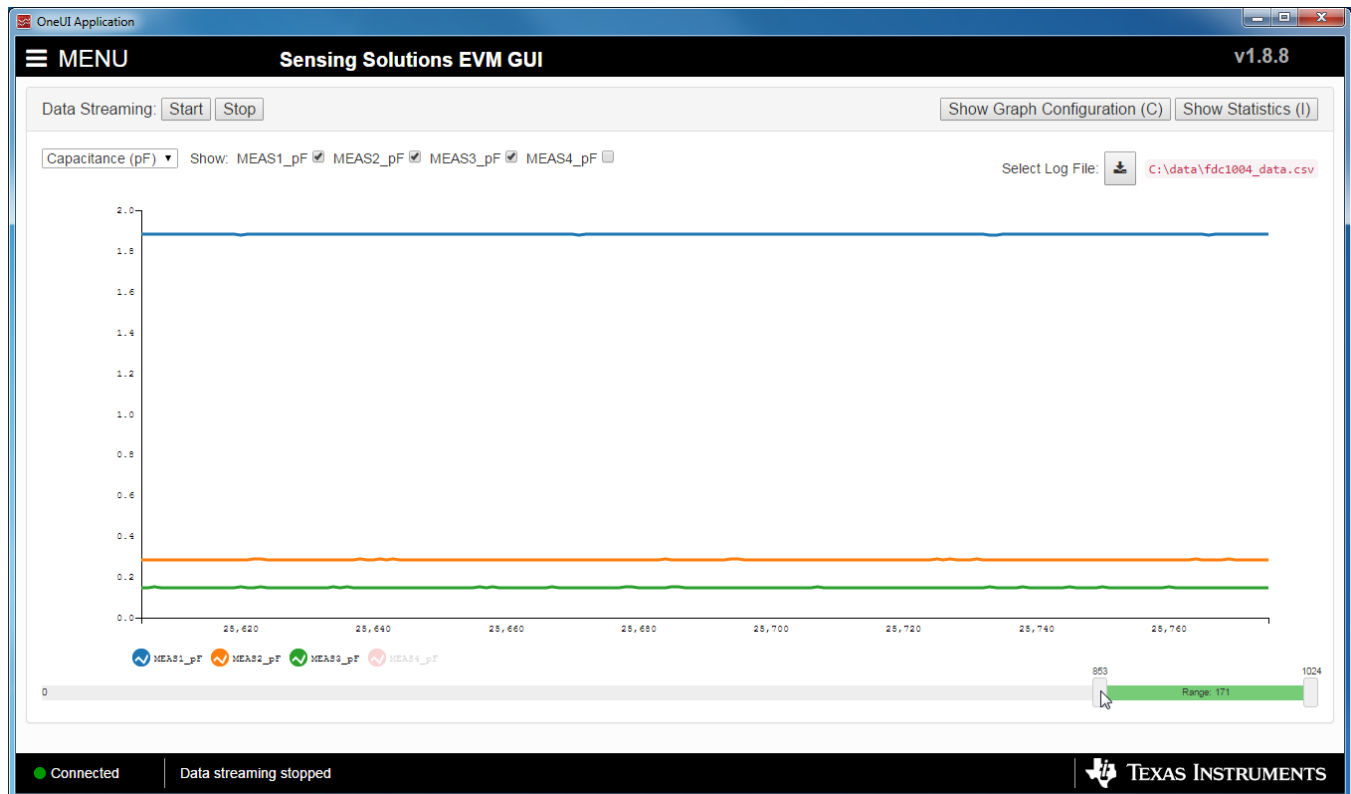 OneUI Application
MENU Sensing Solutions EVM GUI v1.8.8
Data Streaming: Start Stop Show Graph Configuration (C) Show Statistics (I)
Capacitance (pF) Show: MEAS1_pF MEAS2_pF MEAS3_pF MEAS4_pF
Select Log File: C:\data\fdc1004_data.csv
2.0
1.8
1.6
1.4
1.2
1.0
0.8
0.6
0.4
0.2
0.0
25,620 25,640 25,660 25,680 25,700 25,720 25,740 25,760
MEAS1_pF MEAS2_pF MEAS3_pF MEAS4_pF
853 1024
0 Range: 171
Connected Data streaming stopped TEXAS INSTRUMENTS